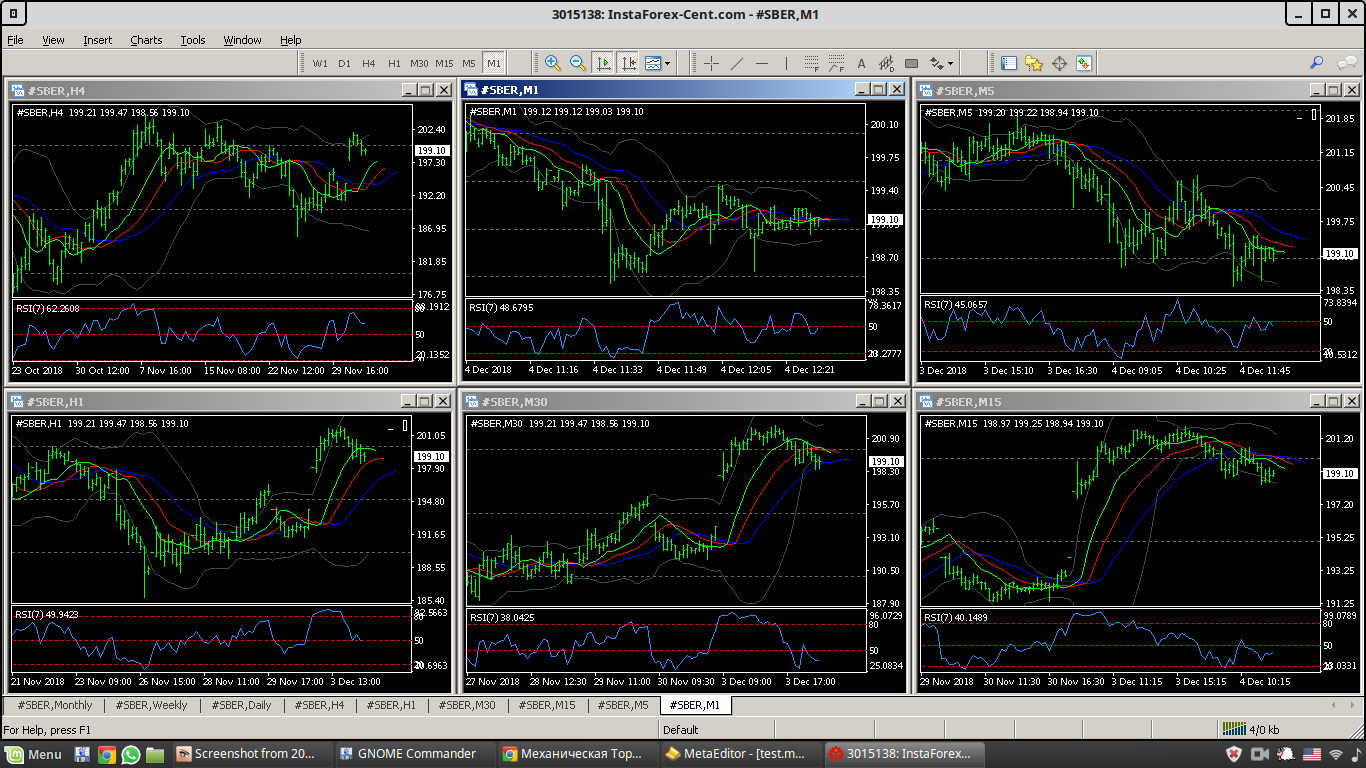 3015138: InstaForex-Cent.com - #SBER,M1
File View Insert Charts Tools Window Help
W1 D1 H4 H1 M30 M15 M5 M1
#SBER,H4
#SBER,H4 199.21 199.47 198.56 199.10
202.40
199.10
197.30
192.20
186.95
181.85
176.75
RSI(7) 62.2608
50
23 Oct 2018 30 Oct 12:00 7 Nov 16:00 15 Nov 08:00 22 Nov 12:00 29 Nov 16:00
#SBER,M1
#SBER,M1 199.12 199.12 199.03 199.10
200.10
199.75
199.40
199.10
198.70
198.35
RSI(7) 48.6795
78.3617
50
4 Dec 2018 4 Dec 11:16 4 Dec 11:33 4 Dec 11:49 4 Dec 12:05 4 Dec 12:21
#SBER,M5
#SBER,M5 199.20 199.22 198.94 199.10
201.85
201.15
200.45
199.75
199.10
198.35
RSI(7) 45.0657
73.8394
50
3 Dec 2018 3 Dec 15:10 3 Dec 16:30 4 Dec 09:05 4 Dec 10:25 4 Dec 11:45
#SBER,H1
#SBER,H1 199.21 199.47 198.56 199.10
201.05
199.10
197.90
194.80
191.65
188.55
185.40
RSI(7) 49.9423
50
21 Nov 2018 23 Nov 09:00 26 Nov 15:00 28 Nov 11:00 29 Nov 17:00 3 Dec 13:00
#SBER,M30
#SBER,M30 199.21 199.47 198.56 199.10
200.90
199.10
198.30
195.70
193.10
190.50
187.90
RSI(7) 38.0425
96.0729
80
50
25.0834
27 Nov 2018 28 Nov 12:30 29 Nov 11:00 30 Nov 09:30 3 Dec 09:00 3 Dec 17:00
#SBER,M15
#SBER,M15 198.97 199.25 198.94 199.10
201.20
199.10
197.20
195.25
193.25
191.25
RSI(7) 40.1489
99.0729
80
50
29 Nov 2018 30 Nov 11:30 30 Nov 16:30 3 Dec 11:15 3 Dec 15:15 4 Dec 10:15
#SBER,Monthly #SBER,Weekly #SBER,Daily #SBER,H4 #SBER,H1 #SBER,M30 #SBER,M15 #SBER,M5 #SBER,M1
For Help, press F1 Default 4/0 kb
Menu Screenshot from 20... GNOME Commander Механическая Тор... MetaEditor - [test.m... 3015138: InstaForex...